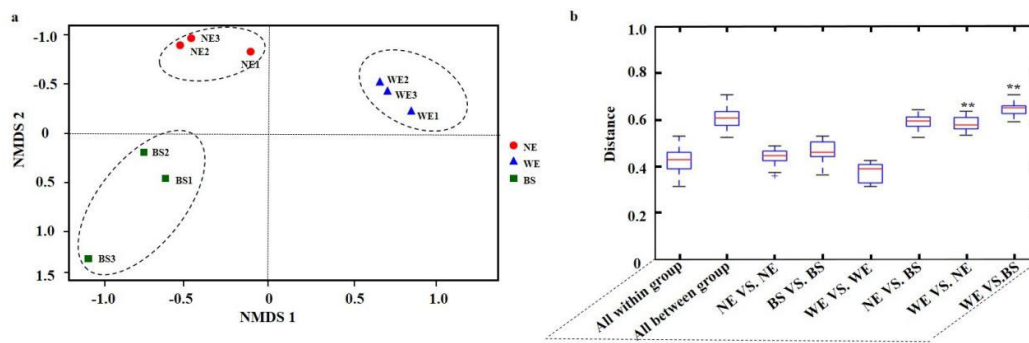 a
-1.0
-0.5
0
0.5
1.0
1.5
NMDS 2
NE3
NE2
NE1
WE2
WE3
WE1
BS2
BS1
BS3
-1.0
-0.5
0
0.5
1.0
NMDS 1
NE
WE
BS
b
1.0
0.8
0.6
0.4
0.2
0
Distance
**
**
All within group
All between group
NE VS. NE
BS VS. BS
WE VS. WE
NE VS. BS
WE VS. NE
WE VS.BS